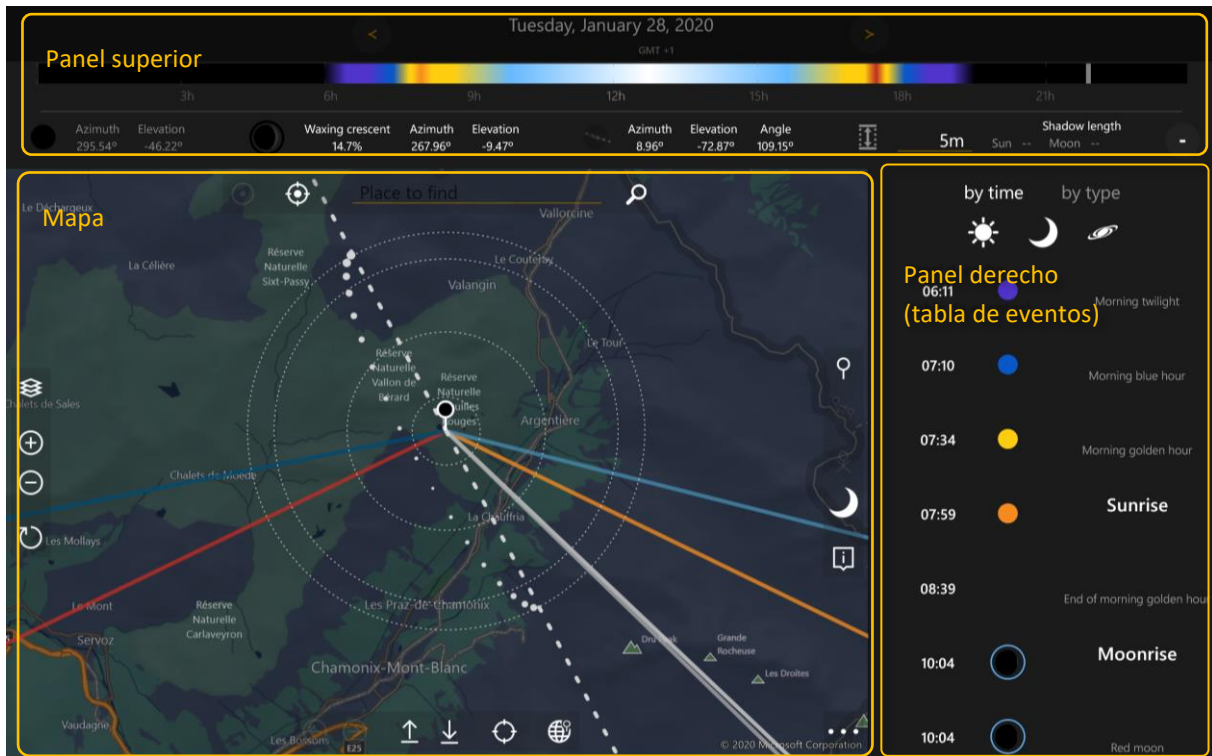 Tuesday, January 28, 2020
GMT +1
Panel superior
3h 6h 9h 12h 15h 18h 21h
Azimuth Elevation Waxing crescent Azimuth Elevation Azimuth Elevation Angle Shadow length
295.54º -46.22º 14.7% 267.96º -9.47º 8.96º -72.87º 109.15º 5m Sun -- Moon -- -
Mapa
Place to find
Le Déchargeux
Vallorcine
La Célière
Réserve
Naturelle
Sixt-Passy
Le Couteray
Valangin
Le Tour
Réserve
Naturelle
Vallon de
Bérard
Réserve
Naturelle
Aiguilles
Rouges
Chalets de Sales
Argentière
Chalets de Moëde
La Chauffria
Les Mollays
Le Mont
Réserve
Naturelle
Carlaveyron
Les Praz-de-Chamonix
Servoz
Dru Peak
Grande
Rocheuse
Les Droites
Chamonix-Mont-Blanc
Vaudagne
Les Bossons
E25
© 2020 Microsoft Corporation
by time by type
Panel derecho
(tabla de eventos)
06:11 Morning twilight
07:10 Morning blue hour
07:34 Morning golden hour
07:59 Sunrise
08:39 End of morning golden hour
10:04 Moonrise
10:04 Red moon